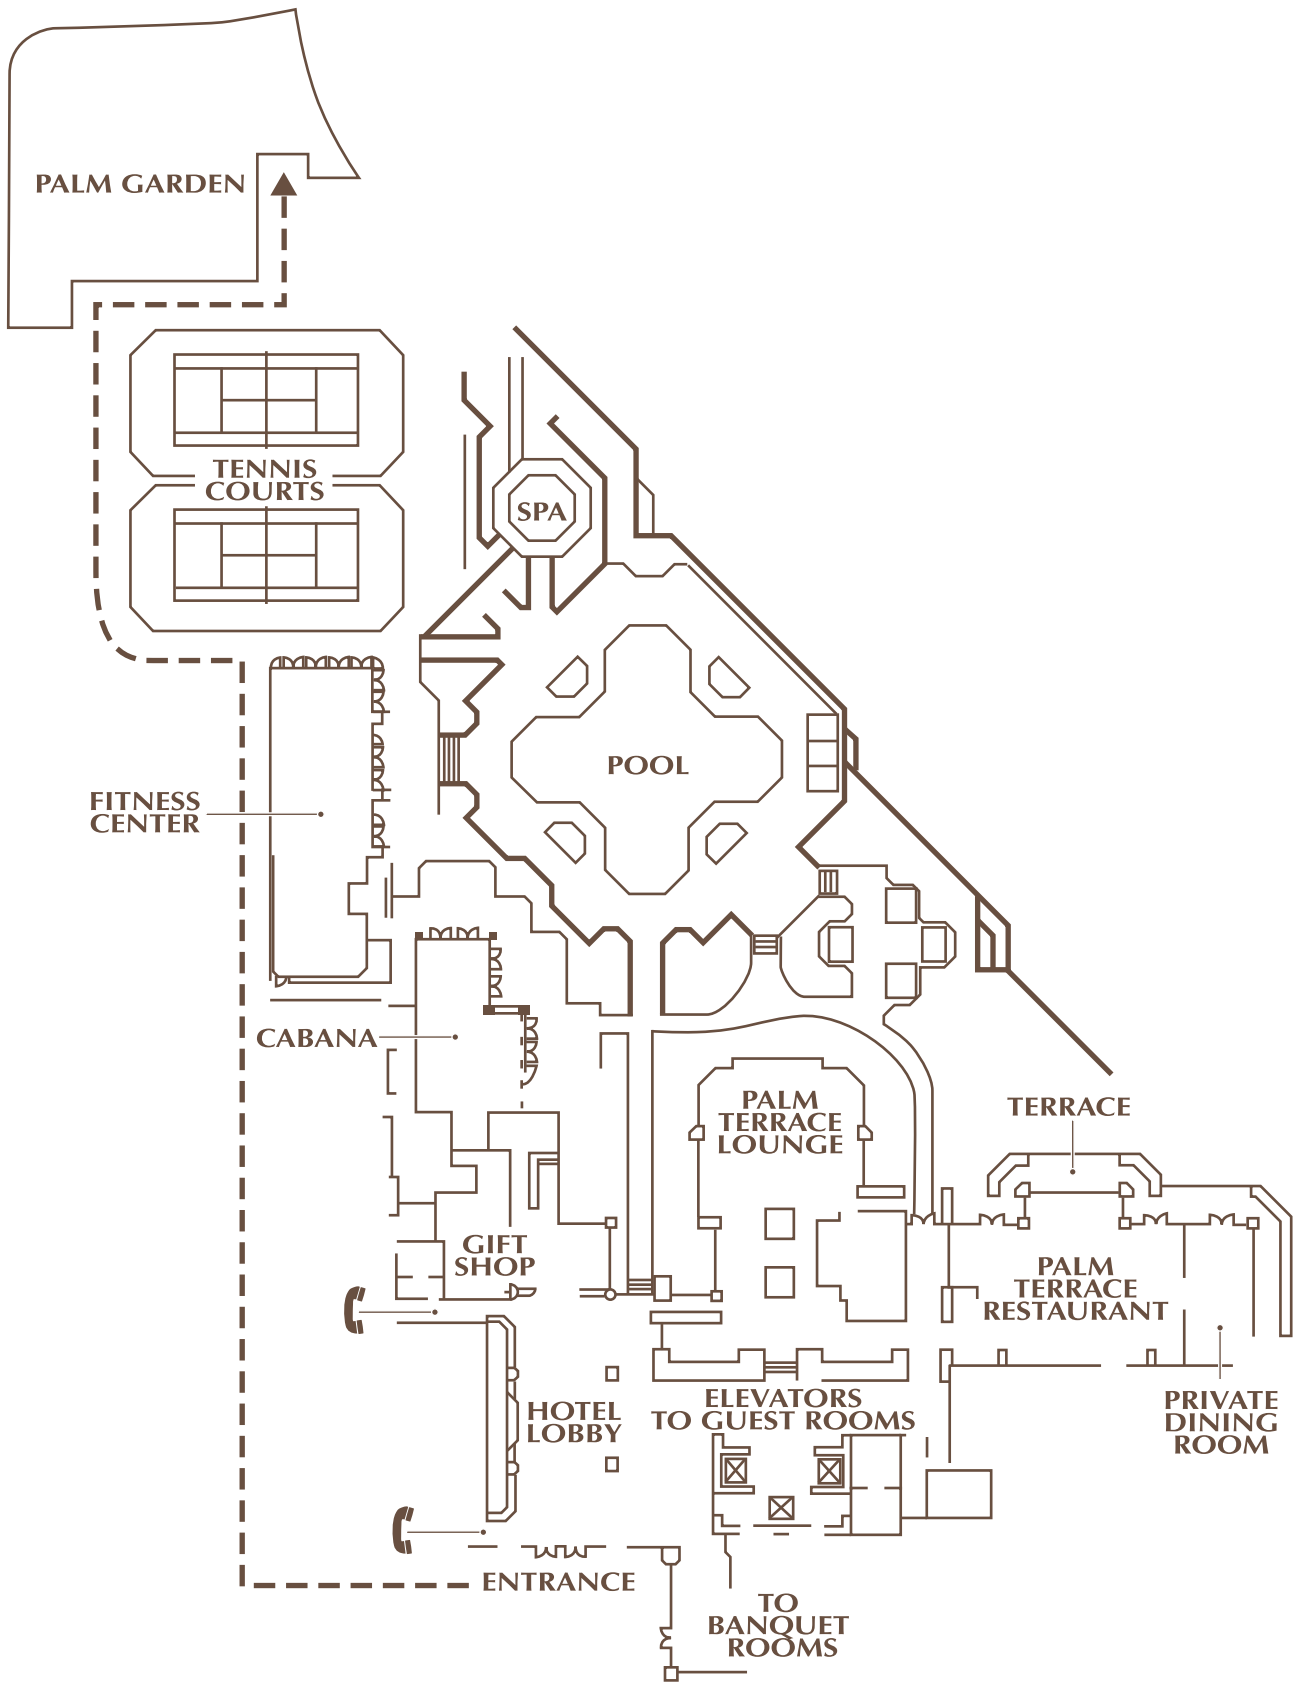 PALM GARDEN
TENNIS
COURTS
SPA
POOL
FITNESS
CENTER
CABANA
PALM
TERRACE
LOUNGE
TERRACE
GIFT
SHOP
PALM
TERRACE
RESTAURANT
ELEVATORS
TO GUEST ROOMS
PRIVATE
DINING
ROOM
HOTEL
LOBBY
ENTRANCE
TO
BANQUET
ROOMS